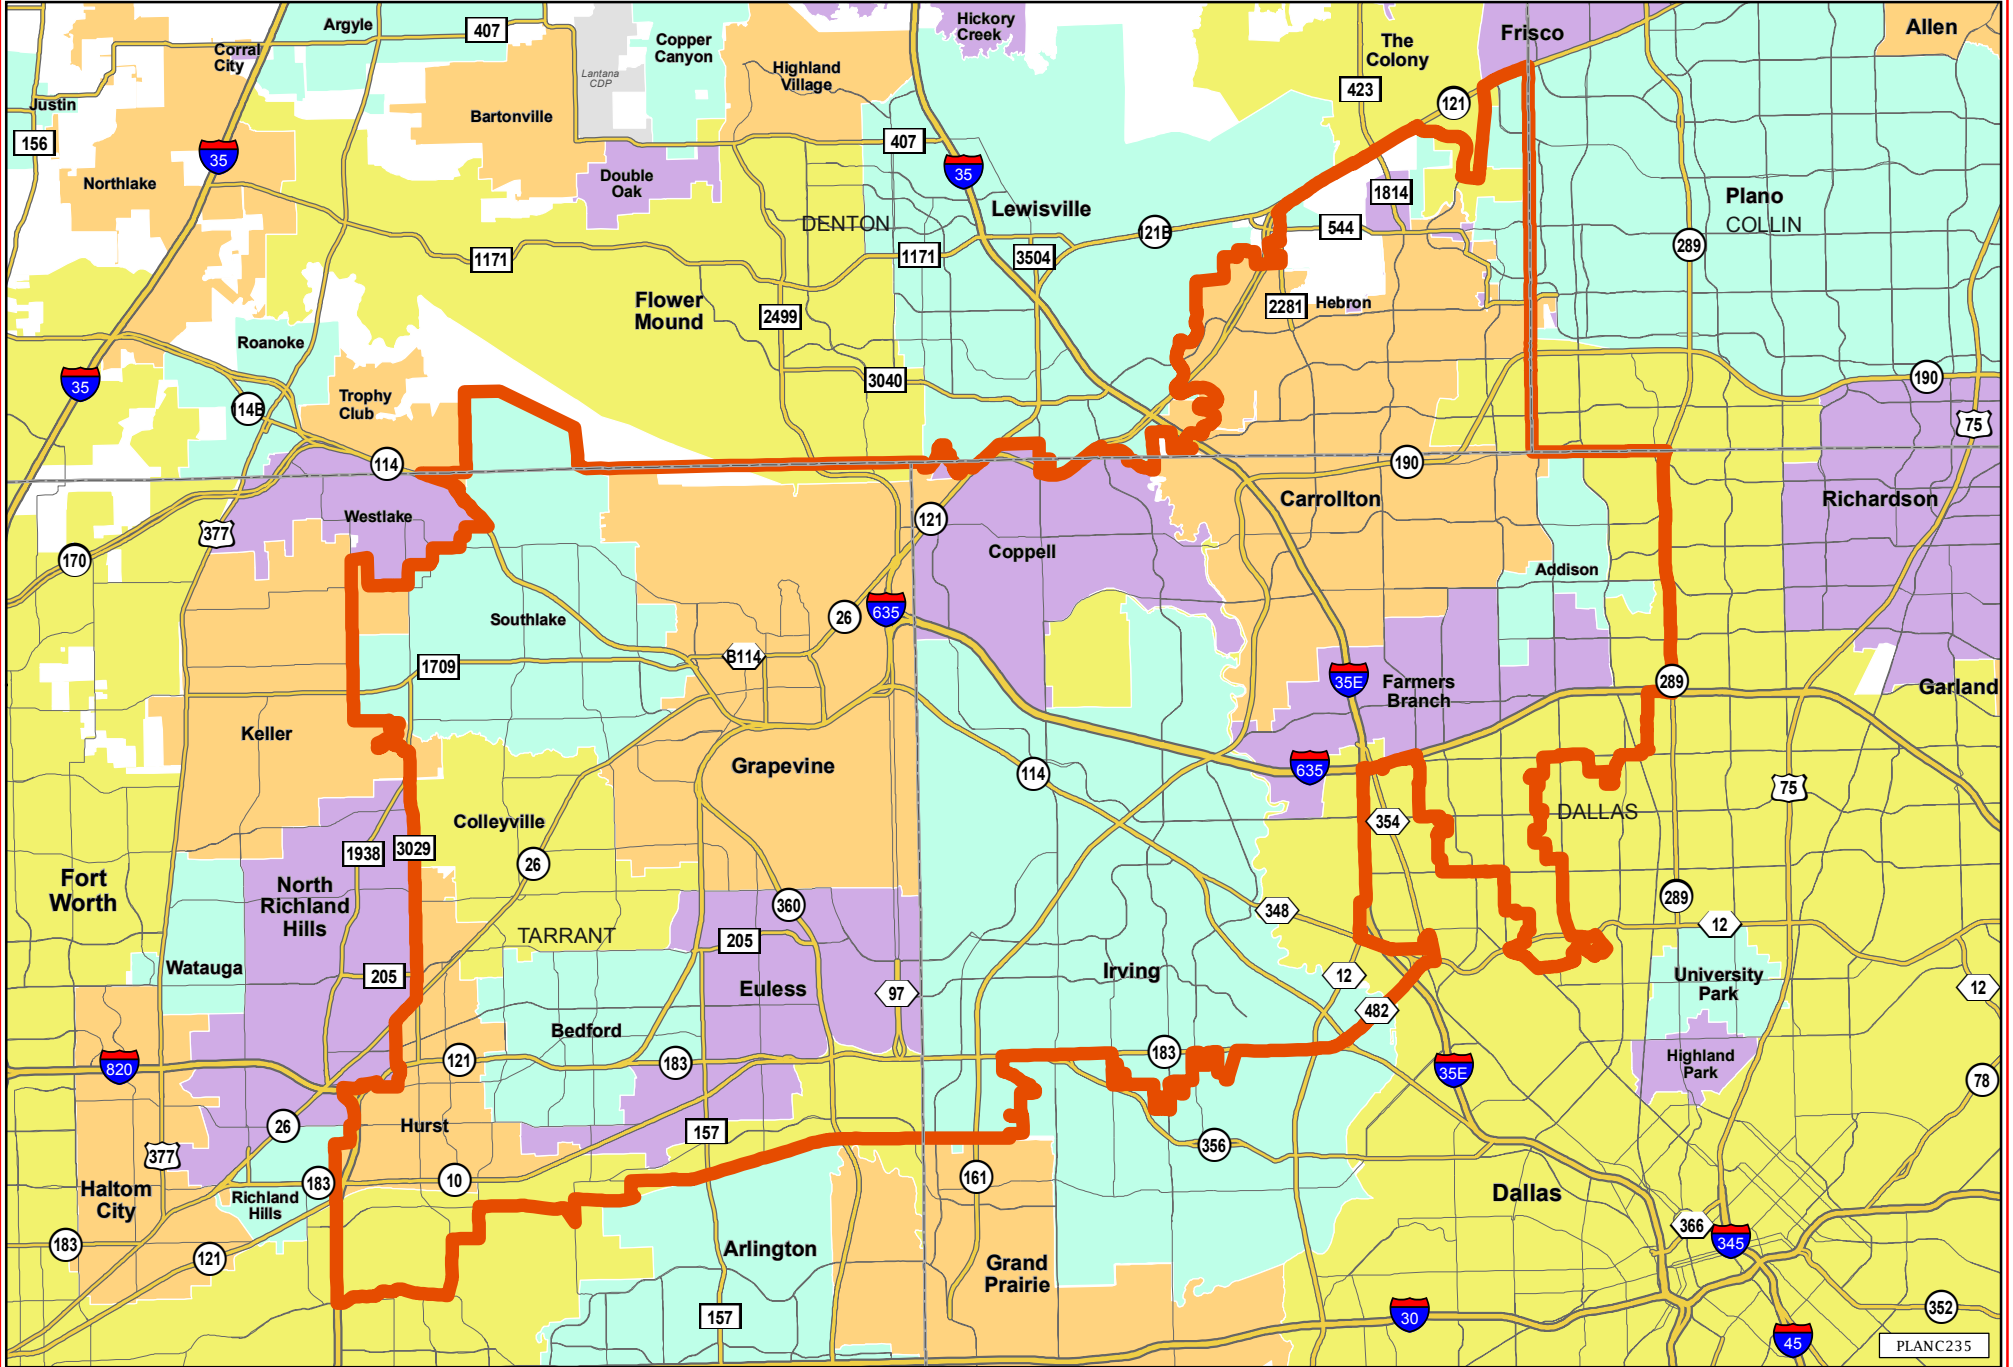 Argyle
407
Corral
City
Copper
Canyon
Lantana
CDP
Highland
Village
Hickory
Creek
The
Colony
Frisco
Allen
423
121
Justin
156
35
Bartonville
407
35
Northlake
Double
Oak
1814
Plano
COLLIN
DENTON
Lewisville
121B
544
289
1171
1171
3504
Flower
Mound
2499
2281
Hebron
Roanoke
35
114B
Trophy
Club
3040
190
75
114
190
377
Westlake
121
Carrollton
Richardson
170
Coppell
Addison
Southlake
26
635
B114
1709
35E
Farmers
Branch
289
Garland
Keller
Grapevine
114
635
75
Colleyville
354
DALLAS
1938
3029
26
Fort
Worth
North
Richland
Hills
360
348
289
12
TARRANT
205
Watauga
205
Euless
97
Irving
12
University
Park
12
482
Bedford
820
121
183
183
35E
Highland
Park
78
26
Hurst
157
356
377
183
10
161
Haltom
City
Richland
Hills
Dallas
366
345
183
121
Arlington
Grand
Prairie
157
30
352
45
PLANC235